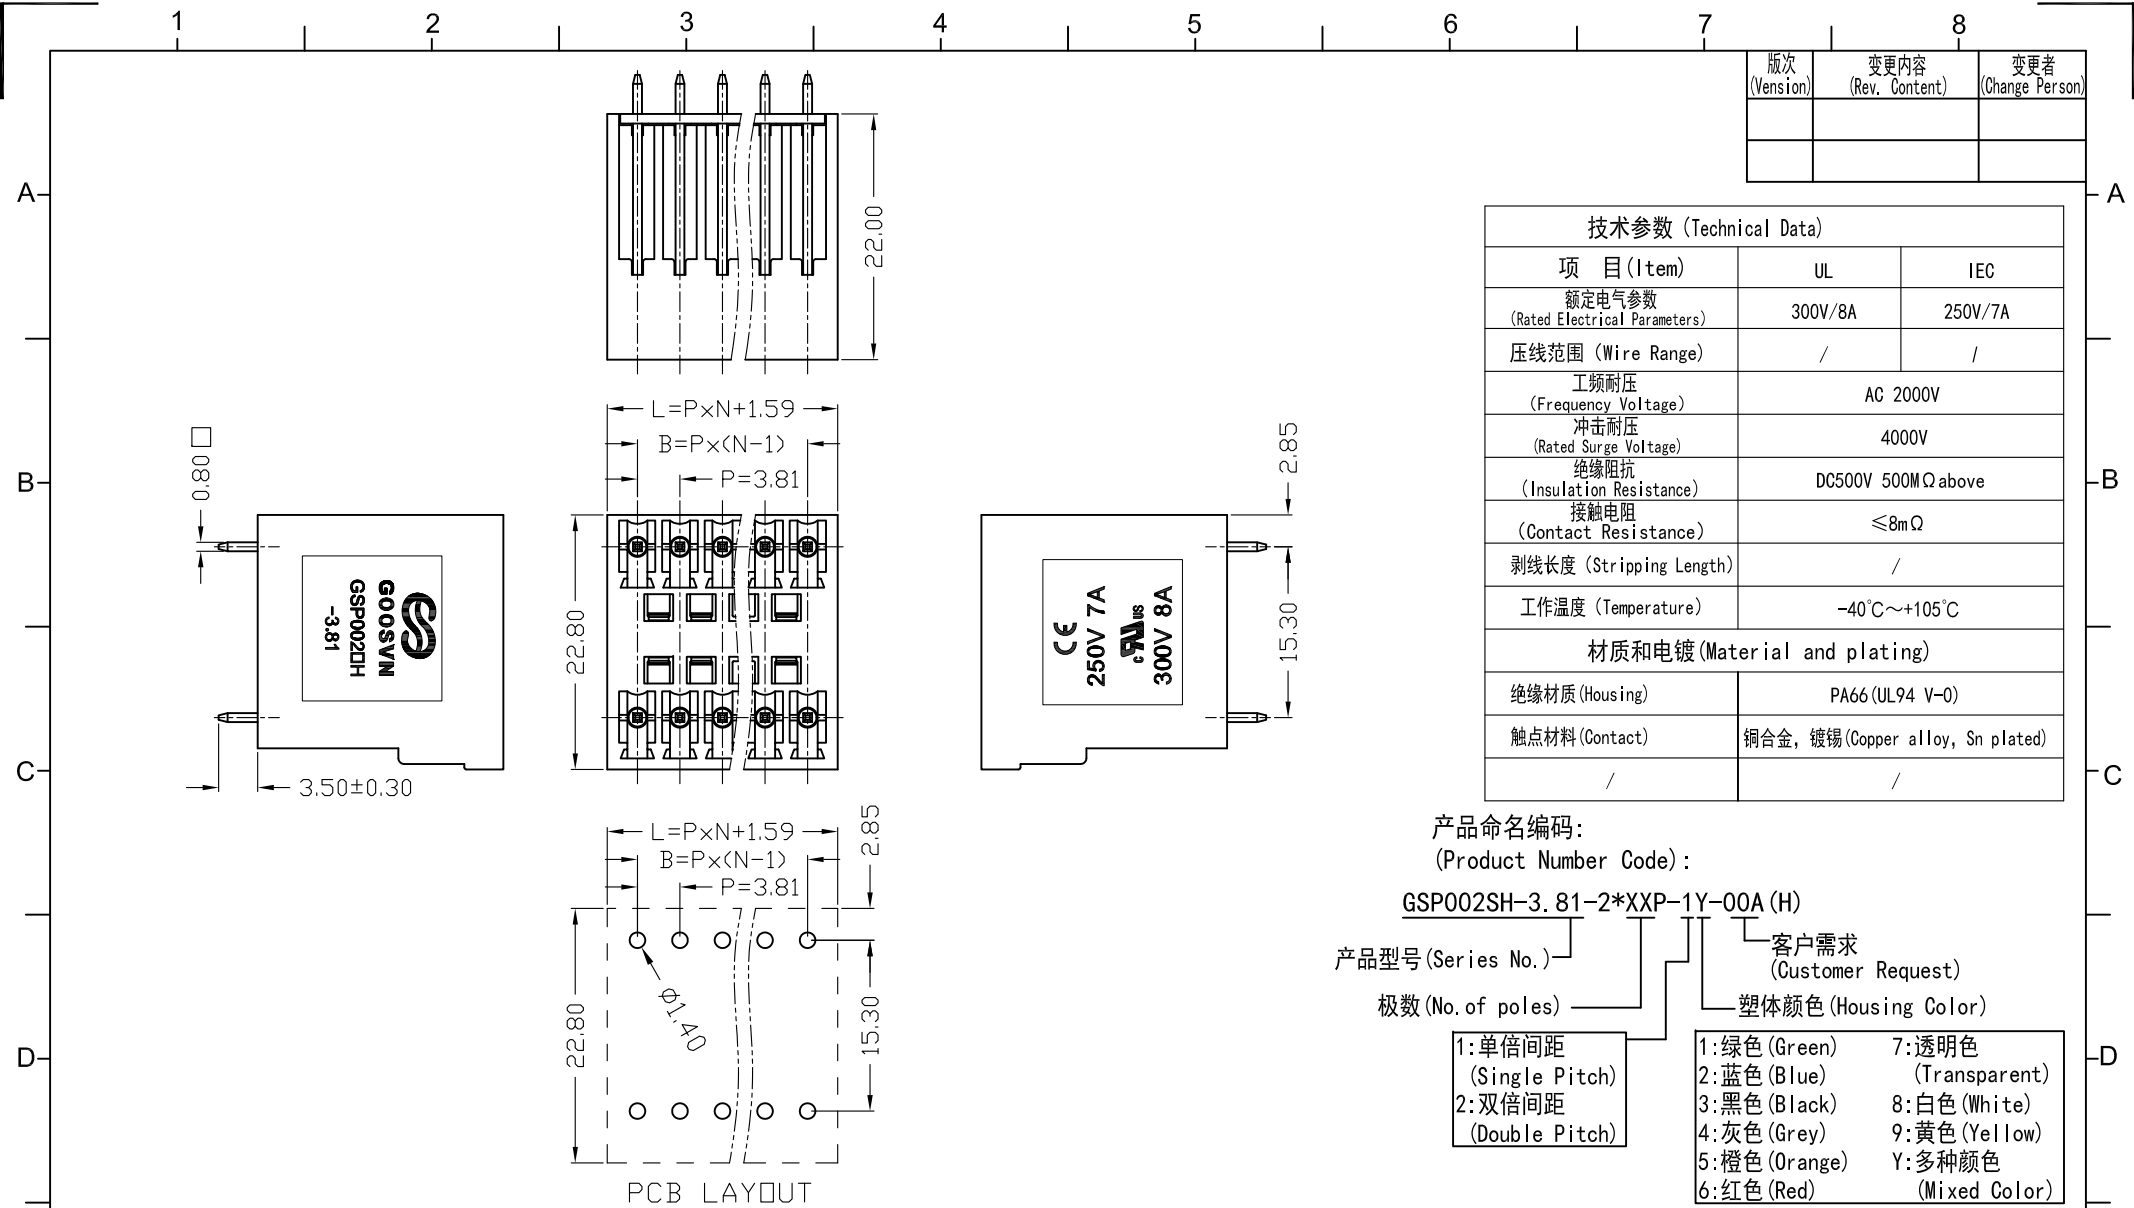 1 2 3 4 5 6 7 8
版次 变更内容 变更者
(Vension) (Rev. Content) (Change Person)
A A
22.00
技术参数 (Technical Data)
项 目(Item) UL IEC
额定电气参数
(Rated Electrical Parameters) 300V/8A 250V/7A
压线范围 (Wire Range) / /
工频耐压
(Frequency Voltage) AC 2000V
冲击耐压
(Rated Surge Voltage) 4000V
绝缘阻抗
(Insulation Resistance) DC500V 500MΩabove
接触电阻
(Contact Resistance) ≤8mΩ
剥线长度 (Stripping Length) /
工作温度 (Temperature) -40℃～+105℃
材质和电镀(Material and plating)
绝缘材质(Housing) PA66(UL94 V-0)
触点材料(Contact) 铜合金, 镀锡(Copper alloy, Sn plated)
/ /
L=PxN+1.59
B=Px(N-1)
P=3.81
B B
0.80 □
2.85
22.80
15.30
GOOSVN
GSP002□H
-3.81
CE
250V 7A
c UL us
300V 8A
3.50±0.30
C C
L=PxN+1.59
B=Px(N-1)
P=3.81
2.85
22.80
ϕ1.40
15.30
D D
PCB LAYOUT
产品命名编码:
(Product Number Code):
GSP002SH-3.81-2*XXP-1Y-00A(H)
产品型号(Series No.)
客户需求
(Customer Request)
极数(No.of poles)
塑体颜色(Housing Color)
1:单倍间距
(Single Pitch)
2:双倍间距
(Double Pitch)
1:绿色(Green) 7:透明色
2:蓝色(Blue) (Transparent)
3:黑色(Black) 8:白色(White)
4:灰色(Grey) 9:黄色(Yellow)
5:橙色(Orange) Y:多种颜色
6:红色(Red) (Mixed Color)